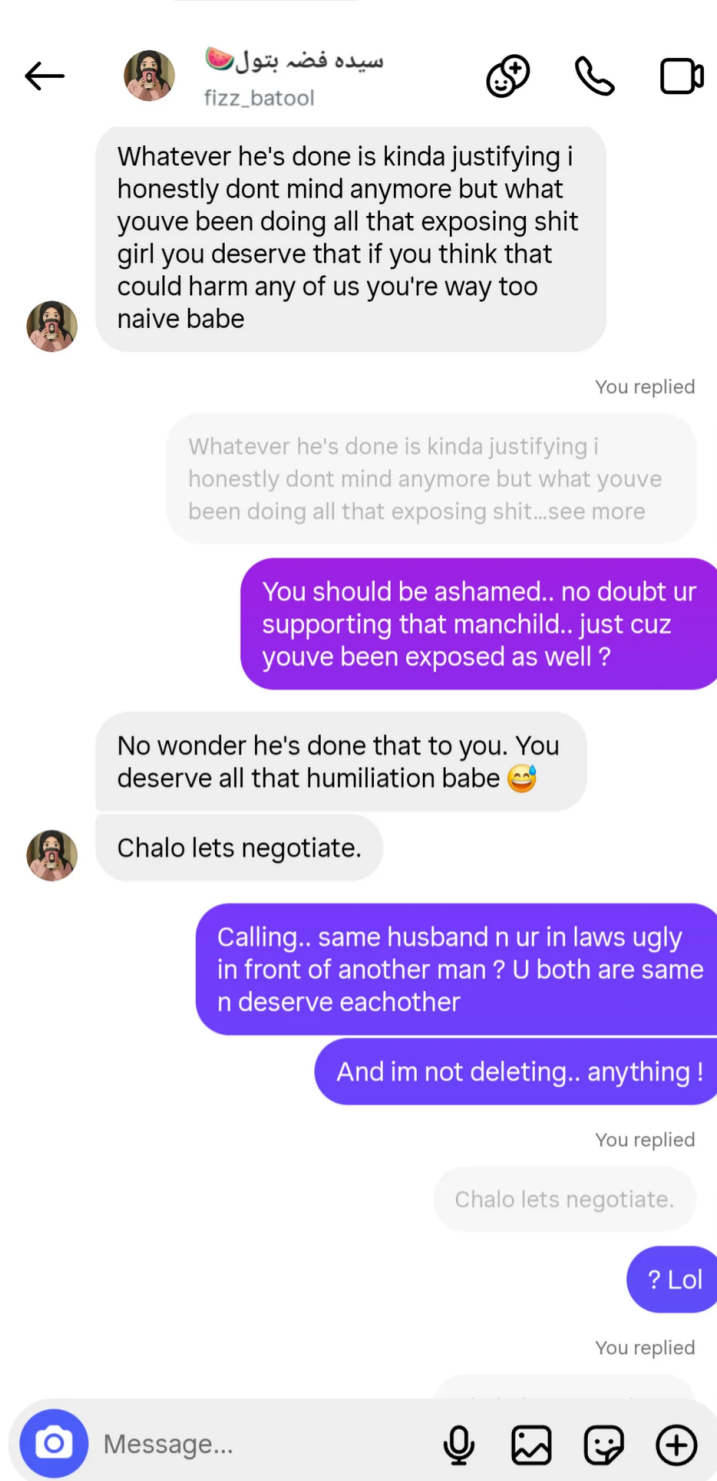 سیدہ فضہ بتول🍉
fizz_batool
Whatever he's done is kinda justifying i
honestly dont mind anymore but what
youve been doing all that exposing shit
girl you deserve that if you think that
could harm any of us you're way too
naive babe
You replied
Whatever he's done is kinda justifying i
honestly dont mind anymore but what youve
been doing all that exposing shit...see more
You should be ashamed.. no doubt ur
supporting that manchild.. just cuz
youve been exposed as well ?
No wonder he's done that to you. You
deserve all that humiliation babe 😅
Chalo lets negotiate.
Calling.. same husband n ur in laws ugly
in front of another man ? U both are same
n deserve eachother
And im not deleting.. anything !
You replied
Chalo lets negotiate.
? Lol
You replied
Message...